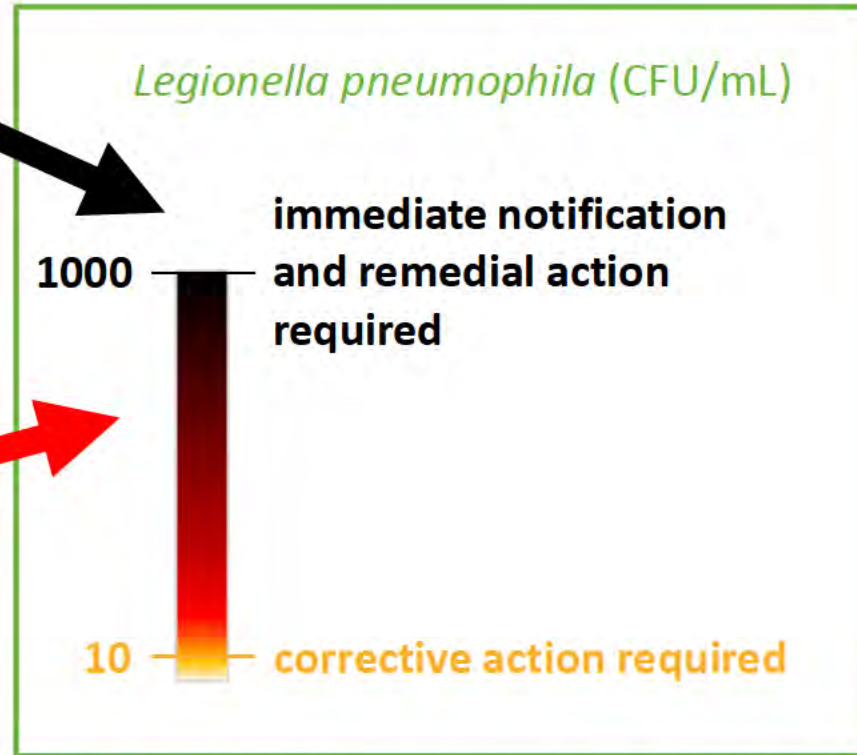 Legionella pneumophila (CFU/mL)
immediate notification
1000 and remedial action
required
10 corrective action required